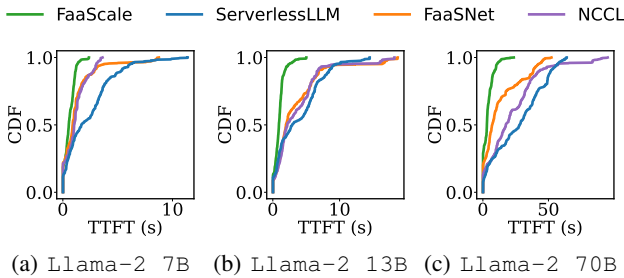 FaaScale ServerlessLLM FaaSNet NCCL
1.0 1.0 1.0
CDF CDF CDF
0.5 0.5 0.5
0.0 0.0 0.0
0 10 0 10 0 50
TTFT (s) TTFT (s) TTFT (s)
(a) Llama-2 7B (b) Llama-2 13B (c) Llama-2 70B